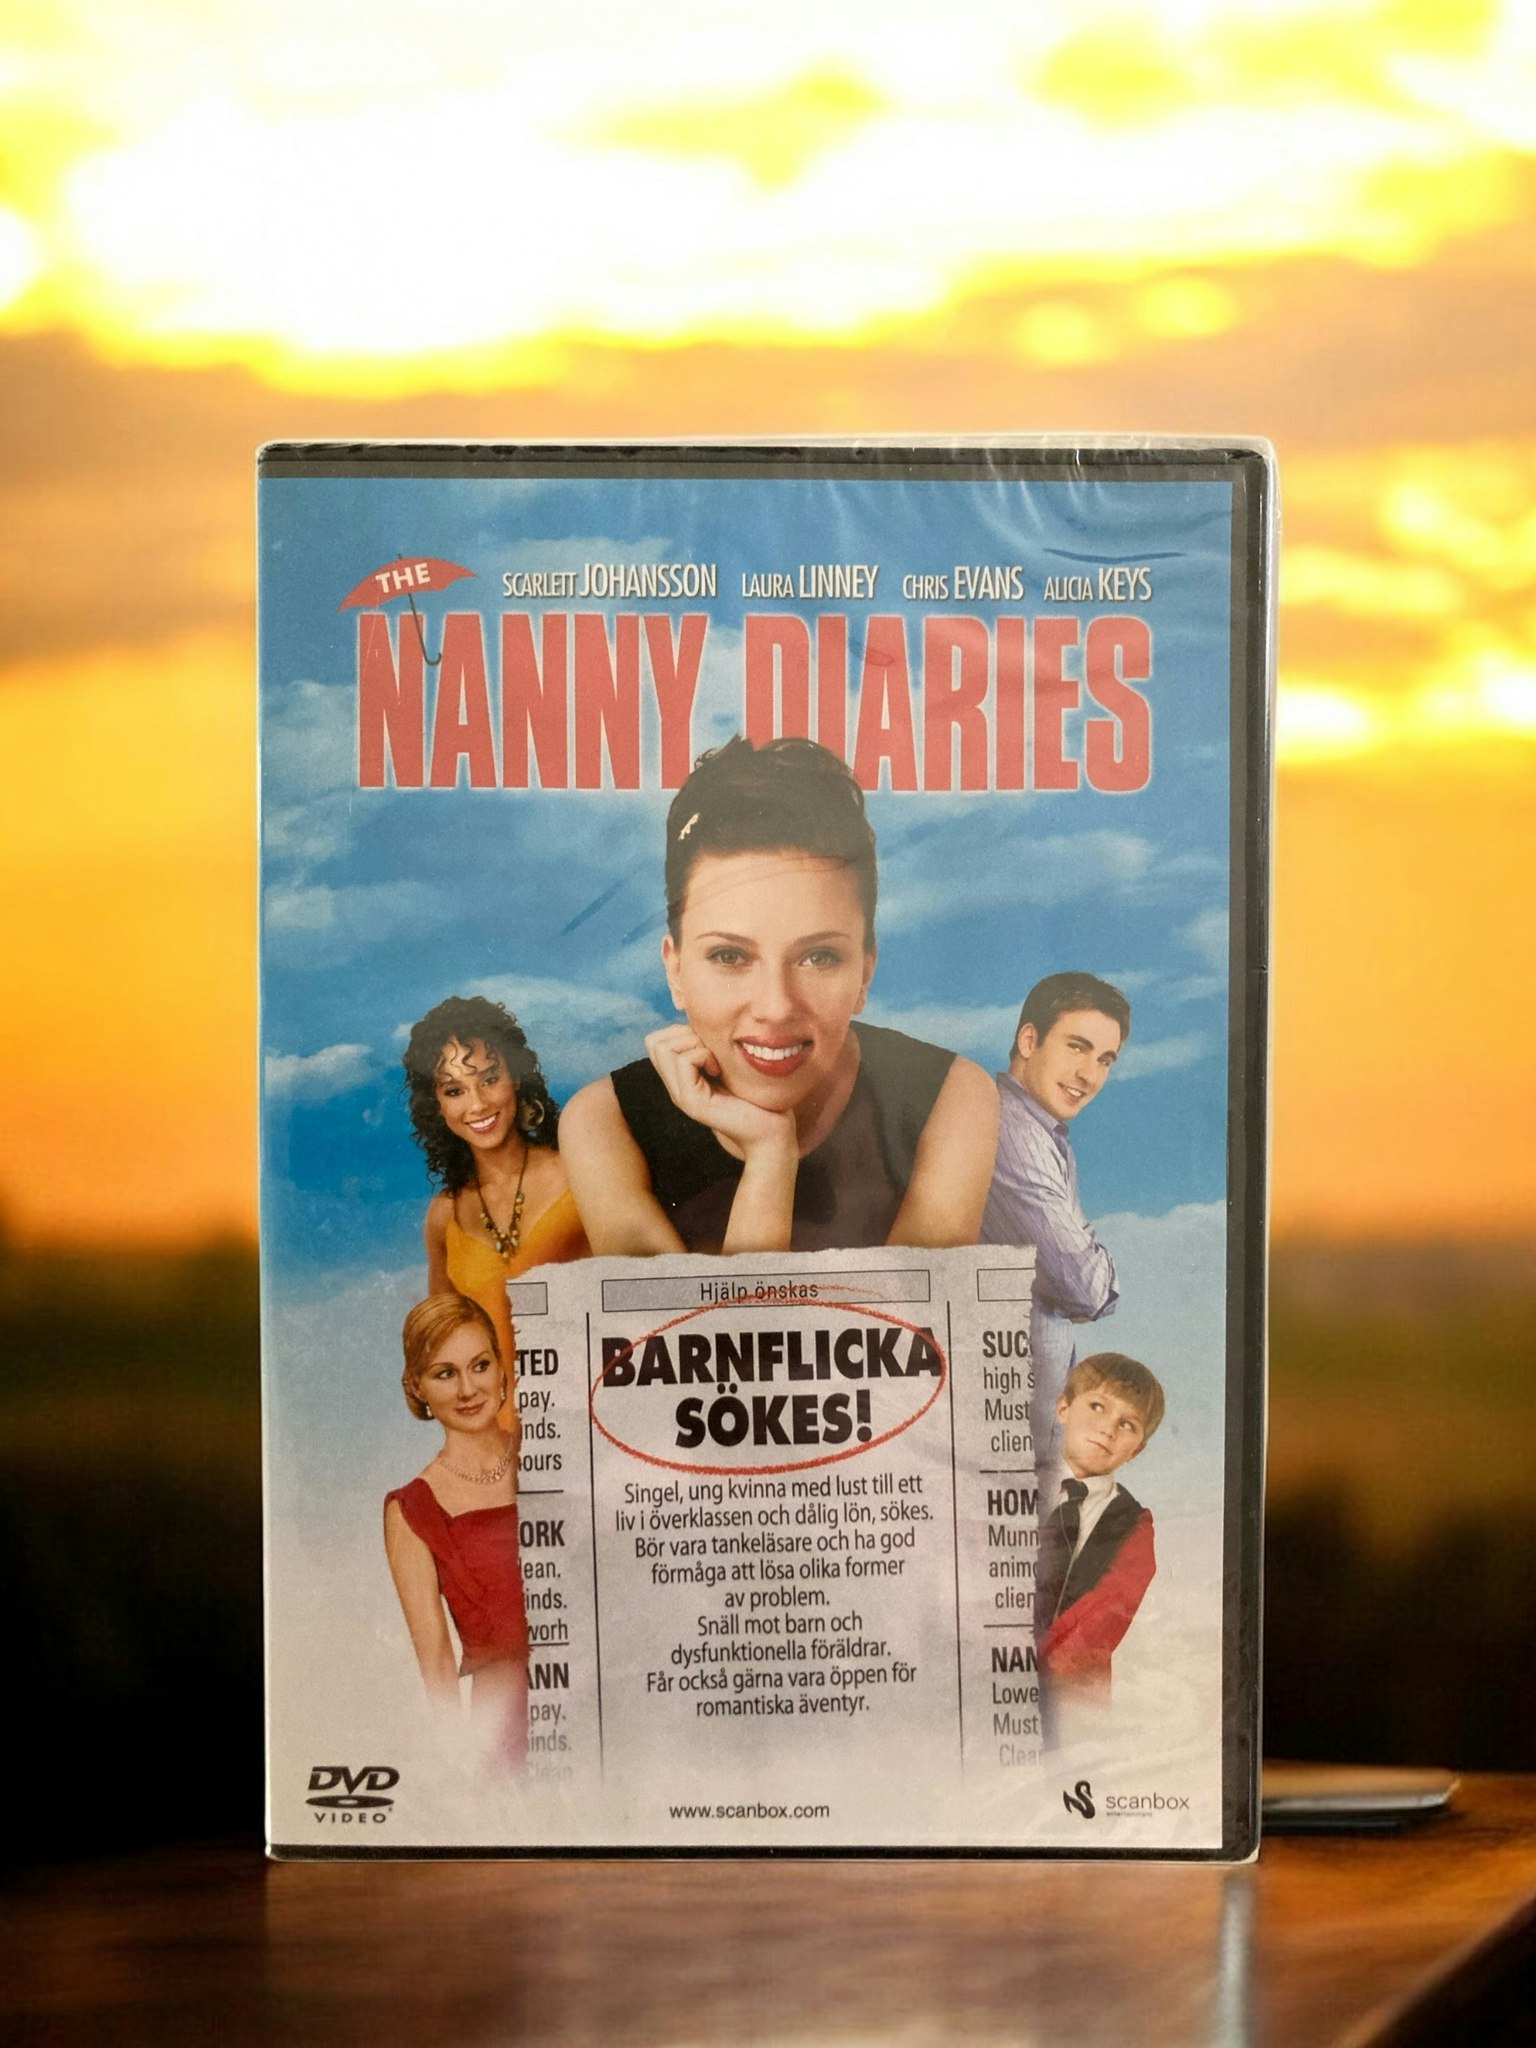 THE
SCARLETT JOHANSSON LAURA LINNEY CHRIS EVANS ALICIA KEYS
NANNY DIARIES
Hjälp önskas
BARNFLICKA
SÖKES!
Singel, ung kvinna med lust till ett
liv i överklassen och dålig lön, sökes.
Bör vara tankeläsare och ha god
förmåga att lösa olika former
av problem.
Snäll mot barn och
dysfunktionella föräldrar.
Får också gärna vara öppen för
romantiska äventyr.
TED
pay.
inds.
ours
ORK
lean,
inds.
worh
ANN
pay.
inds.
Clean
SUC
high s
Must
clien
HOM
Munn
anim
clien
NAN
Lowe
Must
Clea
DVD
VIDEO
www.scanbox.com
scanbox
entertainment